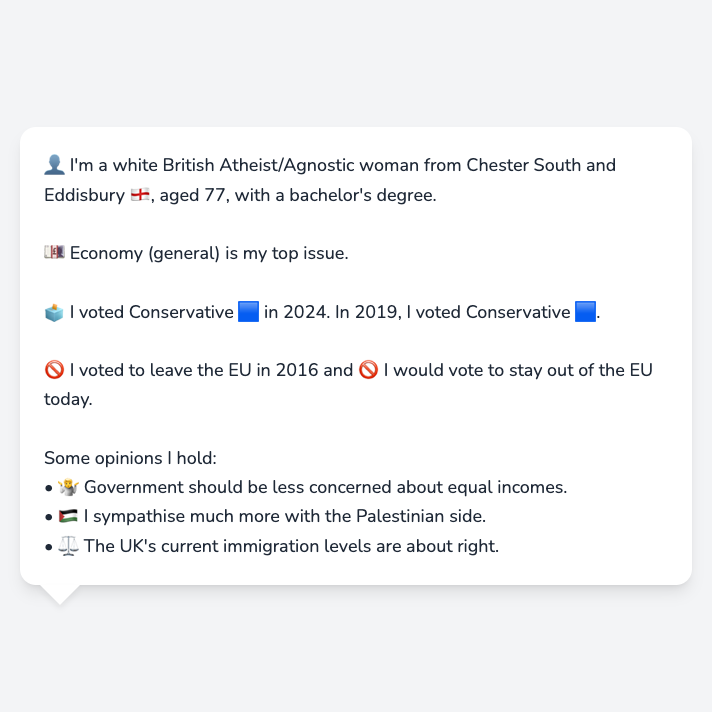 👤 I'm a white British Atheist/Agnostic woman from Chester South and
Eddisbury 🏴󠁧󠁢󠁥󠁮󠁧󠁿, aged 77, with a bachelor's degree.
💷 Economy (general) is my top issue.
🗳️ I voted Conservative 🟦 in 2024. In 2019, I voted Conservative 🟦.
🚫 I voted to leave the EU in 2016 and 🚫 I would vote to stay out of the EU
today.
Some opinions I hold:
• 🤷 Government should be less concerned about equal incomes.
• 🇵🇸 I sympathise much more with the Palestinian side.
• ⚖️ The UK's current immigration levels are about right.